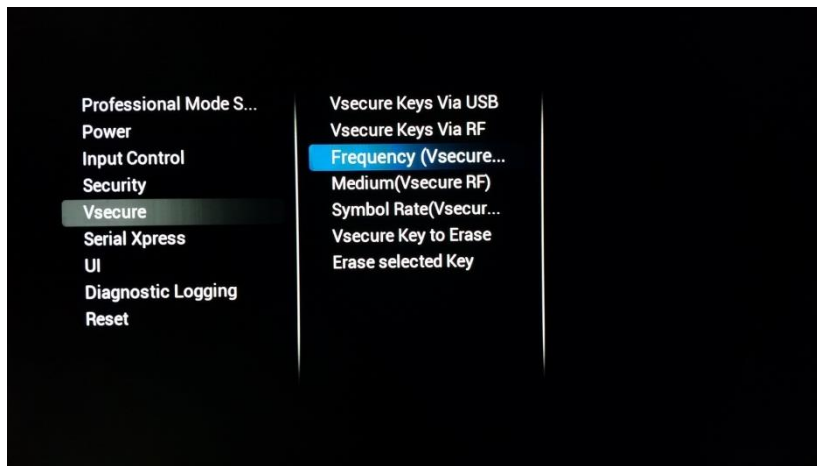 Professional Mode S...
Power
Input Control
Security
Vsecure
Serial Xpress
UI
Diagnostic Logging
Reset
Vsecure Keys Via USB
Vsecure Keys Via RF
Frequency (Vsecure...
Medium(Vsecure RF)
Symbol Rate(Vsecur...
Vsecure Key to Erase
Erase selected Key